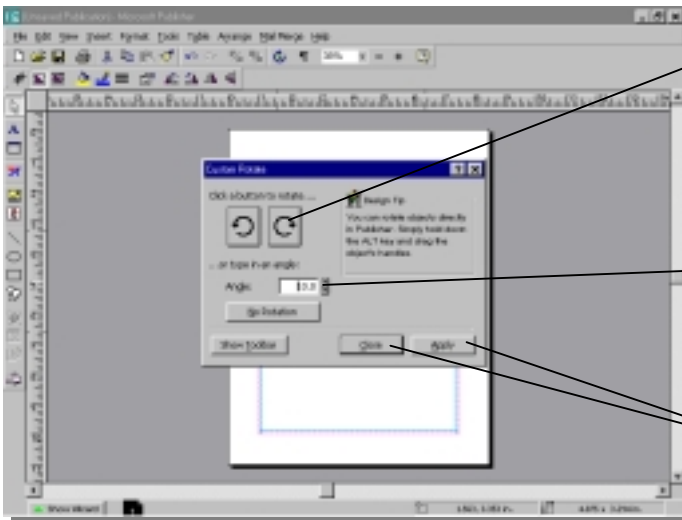 Unsaved Publication - Microsoft Publisher
File Edit View Insert Format Tools Table Arrange Mail Merge Help
Custom Rotate
Click a button to rotate....
Design Tip
You can rotate objects directly
in Publisher. Simply hold down
the ALT key and drag the
object's handles.
... or type in an angle:
Angle:
No Rotation
Show Toolbar
Close
Apply
Show Wizard